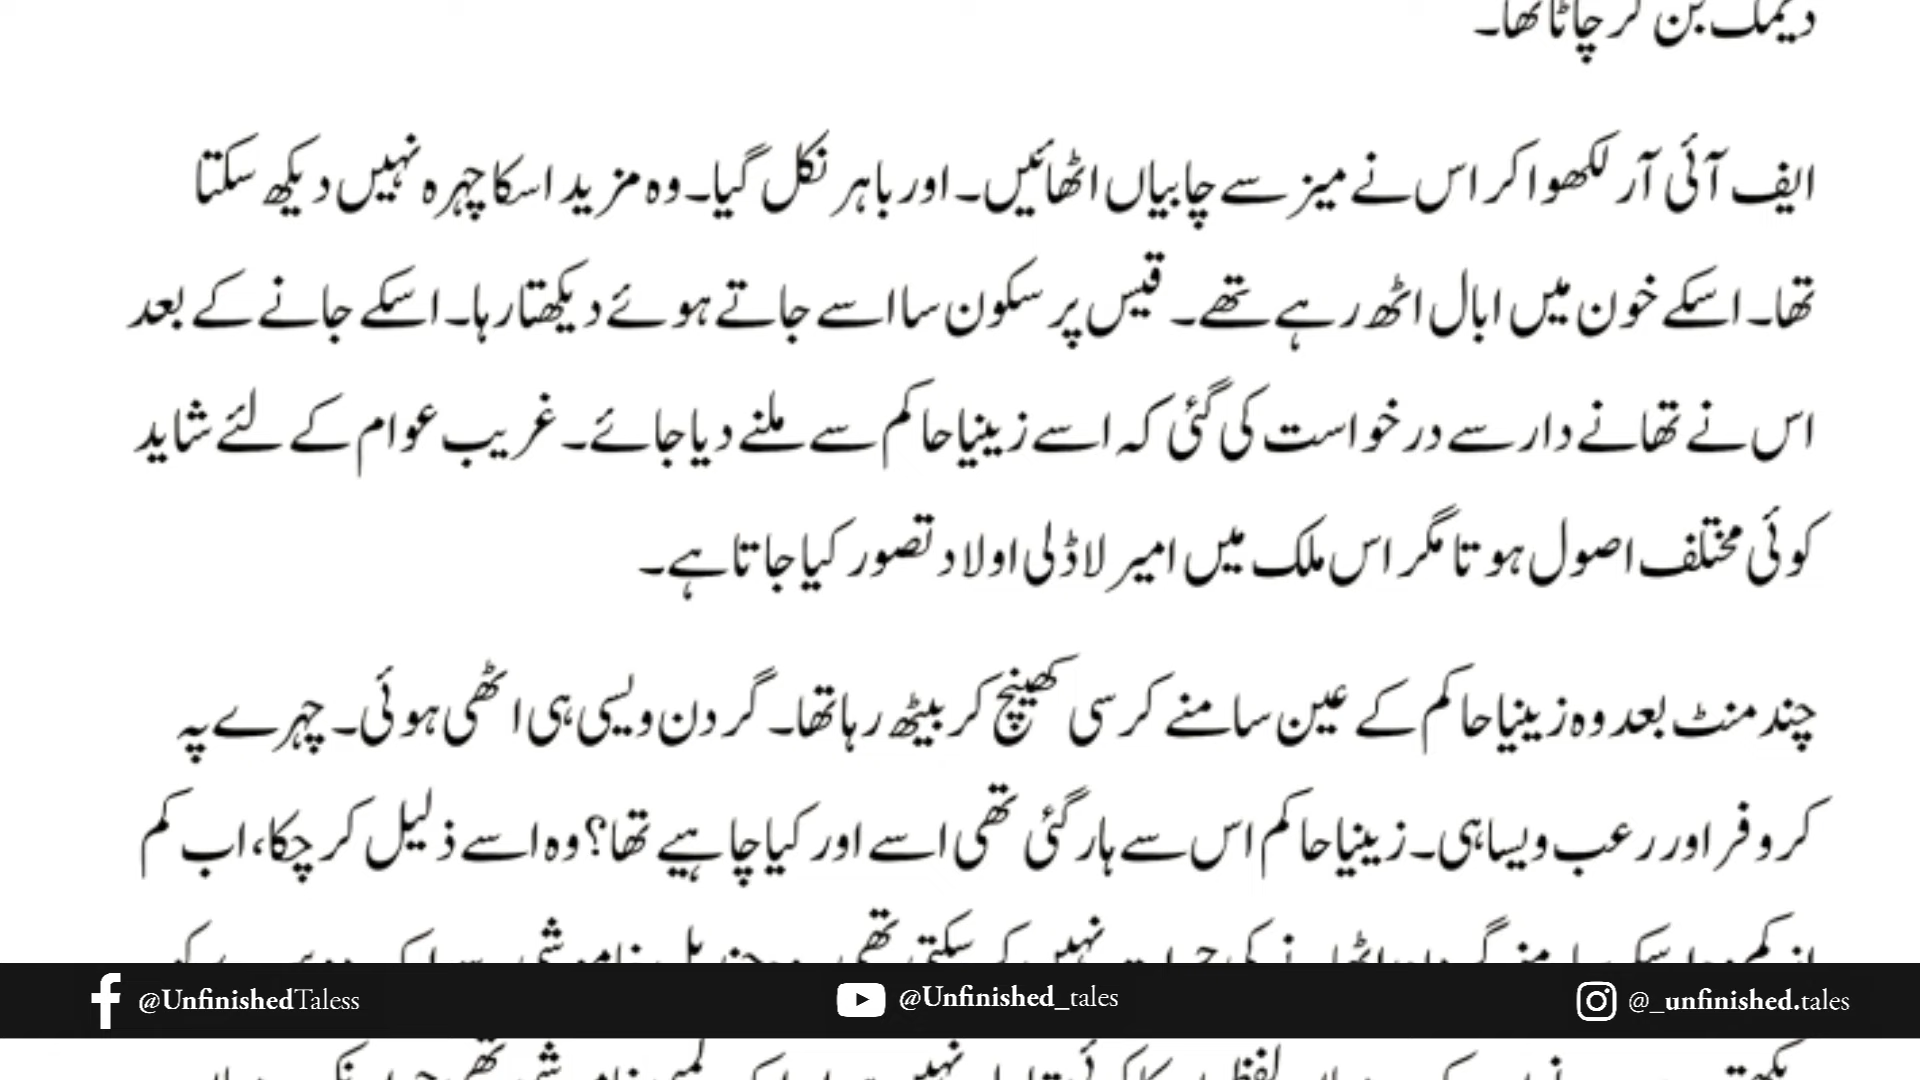 دیمک بن کر چاٹا تھا۔
ایف آئی آر لکھوا کر اس نے میز سے چابیاں اٹھائیں۔ اور باہر نکل گیا۔ وہ مزید اسکا چہرہ نہیں دیکھ سکتا
تھا۔ اسکے خون میں ابال اٹھ رہے تھے۔ قیس پر سکون سا اسے جاتے ہوئے دیکھتا رہا۔ اسکے جانے کے بعد
اس نے تھانے دار سے درخواست کی گئی کہ اسے زینیا حاکم سے ملنے دیا جائے۔ غریب عوام کے لئے شاید
کوئی مختلف اصول ہوتا مگر اس ملک میں امیر لاڈلی اولاد تصور کیا جاتا ہے۔
چند منٹ بعد وہ زینیا حاکم کے عین سامنے کرسی کھینچ کر بیٹھ رہا تھا۔ گردن ویسی ہی اٹھی ہوئی۔ چہرے پہ
کروفر اور رعب ویسا ہی۔ زینیا حاکم اس سے ہار گئی تھی اسے اور کیا چاہیے تھا؟ وہ اسے ذلیل کر چکا، اب کم
@UnfinishedTaless @Unfinished_tales @_unfinished.tales